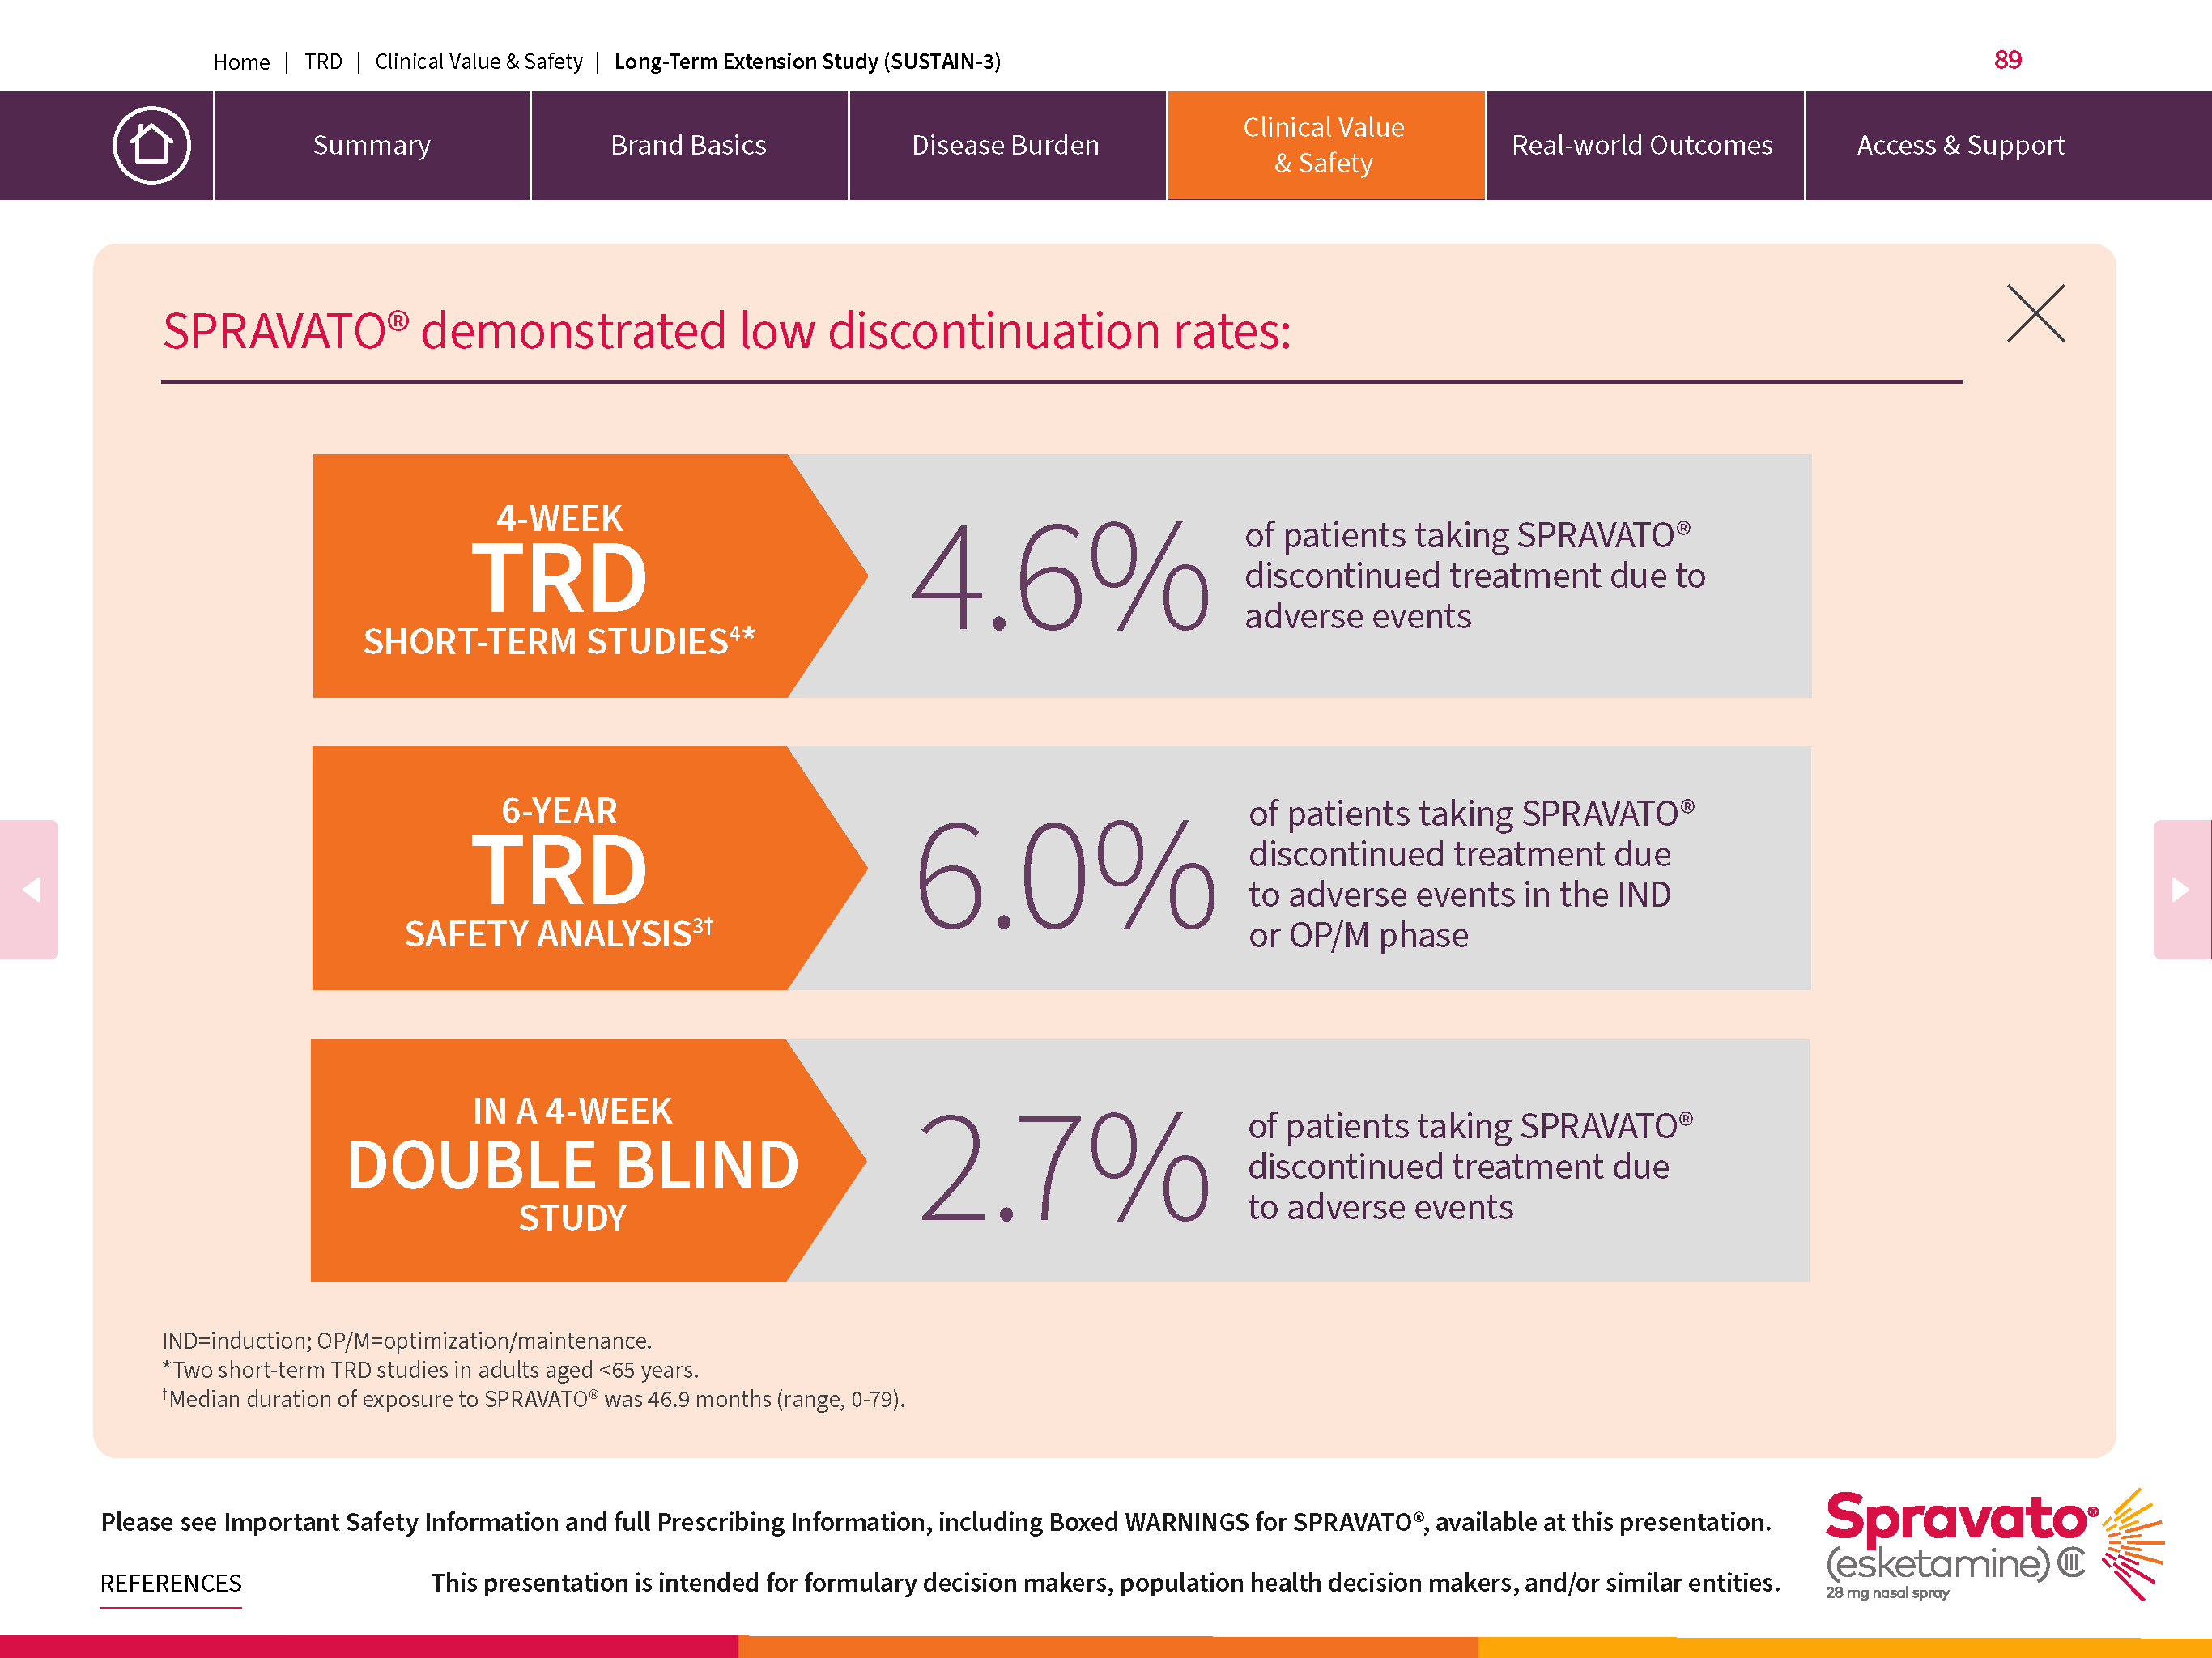 Home | TRD | Clinical Value & Safety | Long-Term Extension Study (SUSTAIN-3)
89
Summary
Brand Basics
Disease Burden
Clinical Value
& Safety
Real-world Outcomes
Access & Support
SPRAVATO® demonstrated low discontinuation rates:
4-WEEK
TRD
SHORT-TERM STUDIES⁴*
4.6%
of patients taking SPRAVATO®
discontinued treatment due to
adverse events
6-YEAR
TRD
SAFETY ANALYSIS³†
6.0%
of patients taking SPRAVATO®
discontinued treatment due
to adverse events in the IND
or OP/M phase
IN A 4-WEEK
DOUBLE BLIND
STUDY
2.7%
of patients taking SPRAVATO®
discontinued treatment due
to adverse events
IND=induction; OP/M=optimization/maintenance.
*Two short-term TRD studies in adults aged <65 years.
†Median duration of exposure to SPRAVATO® was 46.9 months (range, 0-79).
Please see Important Safety Information and full Prescribing Information, including Boxed WARNINGS for SPRAVATO®, available at this presentation.
REFERENCES
This presentation is intended for formulary decision makers, population health decision makers, and/or similar entities.
Spravato®
(esketamine) CIII
28 mg nasal spray